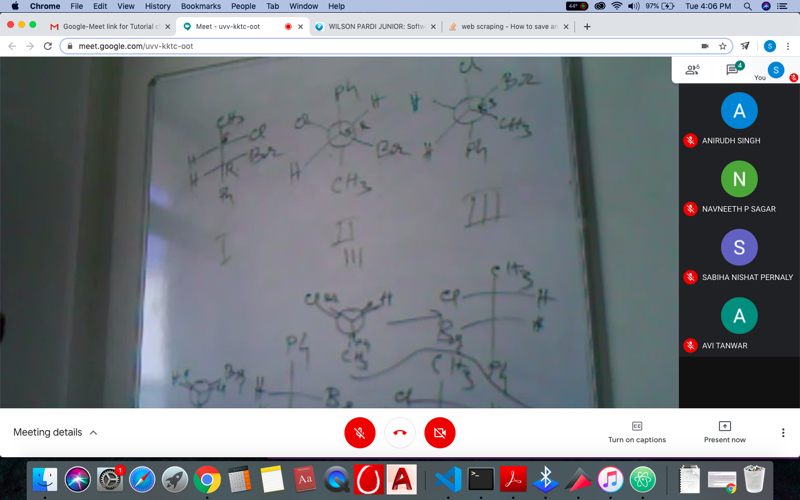 Chrome File Edit View History Bookmarks People Tab Window Help
97% Tue 4:06 PM
Google-Meet link for Tutorial c
Meet - uvv-kktc-oot
WILSON PARDI JUNIOR: Softw
web scraping - How to save an
meet.google.com/uvv-kktc-oot
6
4
You
S
A
ANIRUDH SINGH
N
NAVNEETH P SAGAR
S
SABIHA NISHAT PERNALY
A
AVI TANWAR
CH3
H Cl
H Br
R
Ph
I
Ph
Cl H
H Br
CH3
II
III
Cl
H Br
H CH3
Ph
III
Cl H
CH3
CH3
Cl H
Br
Ph
Ph
H Br
CH3
Cl
Meeting details
Turn on captions
Present now